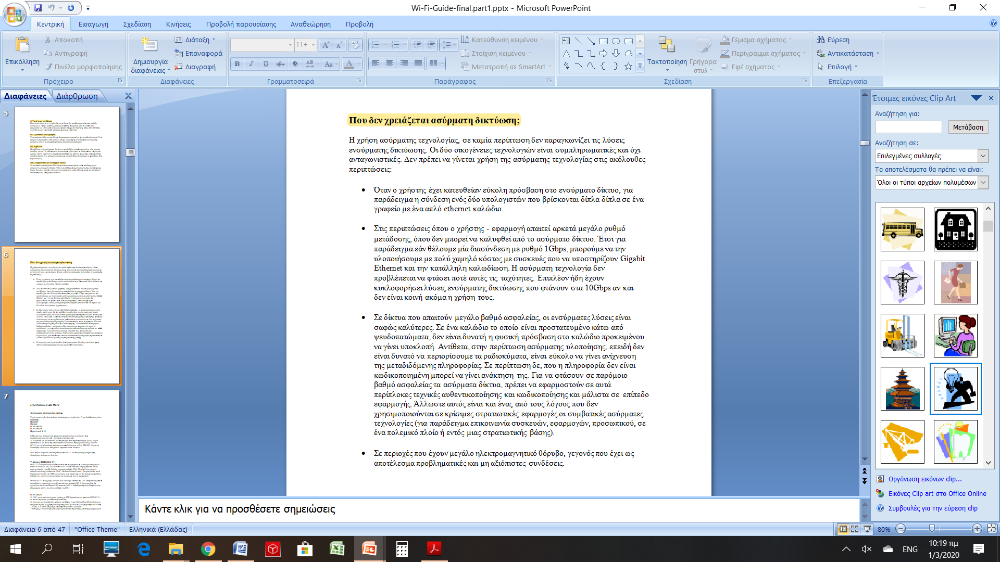 Wi-Fi-Guide-final.part1.pptx - Microsoft PowerPoint
Κεντρική Εισαγωγή Σχεδίαση Κινήσεις Προβολή παρουσίασης Αναθεώρηση Προβολή
Επικόλληση
Αποκοπή
Αντιγραφή
Πινέλο μορφοποίησης
Πρόχειρο
Δημιουργία
διαφάνειας
Διάταξη
Επαναφορά
Διαγραφή
Διαφάνειες
11+
Γραμματοσειρά
Κατεύθυνση κειμένου
Στοίχιση κειμένου
Μετατροπή σε SmartArt
Παράγραφος
Τακτοποίηση
Γρήγορα
στυλ
Γέμισμα σχήματος
Περίγραμμα σχήματος
Εφέ σχήματος
Σχεδίαση
Εύρεση
Αντικατάσταση
Επιλογή
Επεξεργασία
Διαφάνειες Διάρθρωση
5
6
7
Που δεν χρειάζεται ασύρματη δικτύωση;
Η χρήση ασύρματης τεχνολογίας, σε καμία περίπτωση δεν παραγκωνίζει τις λύσεις
ενσύρματης δικτύωσης. Οι δύο οικογένειες τεχνολογιών είναι συμπληρωματικές και όχι
ανταγωνιστικές. Δεν πρέπει να γίνεται χρήση της ασύρματης τεχνολογίας στις ακόλουθες
περιπτώσεις:
• Όταν ο χρήστης έχει κατευθείαν εύκολη πρόσβαση στο ενσύρματο δίκτυο, για
παράδειγμα η σύνδεση ενός δύο υπολογιστών που βρίσκονται δίπλα δίπλα σε ένα
γραφείο με ένα απλό ethernet καλώδιο.
• Στις περιπτώσεις όπου ο χρήστης - εφαρμογή απαιτεί αρκετά μεγάλο ρυθμό
μετάδοσης, όπου δεν μπορεί να καλυφθεί από το ασύρματο δίκτυο. Έτσι για
παράδειγμα εάν θέλουμε μία διασύνδεση με ρυθμό 1Gbps, μπορούμε να την
υλοποιήσουμε με πολύ χαμηλό κόστος με συσκευές που να υποστηρίζουν Gigabit
Ethernet και την κατάλληλη καλωδίωση. Η ασύρματη τεχνολογία δεν
προβλέπεται να φτάσει ποτέ αυτές τις ταχύτητες. Επιπλέον ήδη έχουν
κυκλοφορήσει λύσεις ενσύρματης δικτύωσης που φτάνουν στα 10Gbps αν και
δεν είναι κοινή ακόμα η χρήση τους.
• Σε δίκτυα που απαιτούν μεγάλο βαθμό ασφαλείας, οι ενσύρματες λύσεις είναι
σαφώς καλύτερες. Σε ένα καλώδιο το οποίο είναι προστατευμένο κάτω από
ψευδοπατώματα, δεν είναι δυνατή η φυσική πρόσβαση στο καλώδιο προκειμένου
να γίνει υποκλοπή. Αντίθετα, στην περίπτωση ασύρματης υλοποίησης, επειδή δεν
είναι δυνατό να περιορίσουμε τα ραδιοκύματα, είναι εύκολο να γίνει ανίχνευση
της μεταδιδόμενης πληροφορίας. Σε περίπτωση δε, που η πληροφορία δεν είναι
κωδικοποιημένη μπορεί να γίνει ανάκτηση της. Για να φτάσουν σε παρόμοιο
βαθμό ασφαλείας τα ασύρματα δίκτυα, πρέπει να εφαρμοστούν σε αυτά
περίπλοκες τεχνικές αυθεντικοποίησης και κωδικοποίησης και μάλιστα σε επίπεδο
εφαρμογής. Άλλωστε αυτός είναι και ένας από τους λόγους που δεν
χρησιμοποιούνται σε κρίσιμες στρατιωτικές εφαρμογές οι συμβατικές ασύρματες
τεχνολογίες (για παράδειγμα επικοινωνία συσκευών, εφαρμογών, προσωπικού, σε
ένα πολεμικό πλοίο ή εντός μιας στρατιωτικής βάσης).
• Σε περιοχές που έχουν μεγάλο ηλεκτρομαγνητικό θόρυβο, γεγονός που έχει ως
αποτέλεσμα προβληματικές και μη αξιόπιστες συνδέσεις.
Κάντε κλικ για να προσθέσετε σημειώσεις
Έτοιμες εικόνες Clip Art
Αναζήτηση για:
Μετάβαση
Αναζήτηση σε:
Επιλεγμένες συλλογές
Τα αποτελέσματα θα πρέπει να είναι:
Όλοι οι τύποι αρχείων πολυμέσων
Οργάνωση εικόνων clip...
Εικόνες Clip art στο Office Online
Συμβουλές για την εύρεση clip
Διαφάνεια 6 από 47 "Office Theme" Ελληνικά (Ελλάδας) 80%
ENG 10:19 πμ
1/3/2020